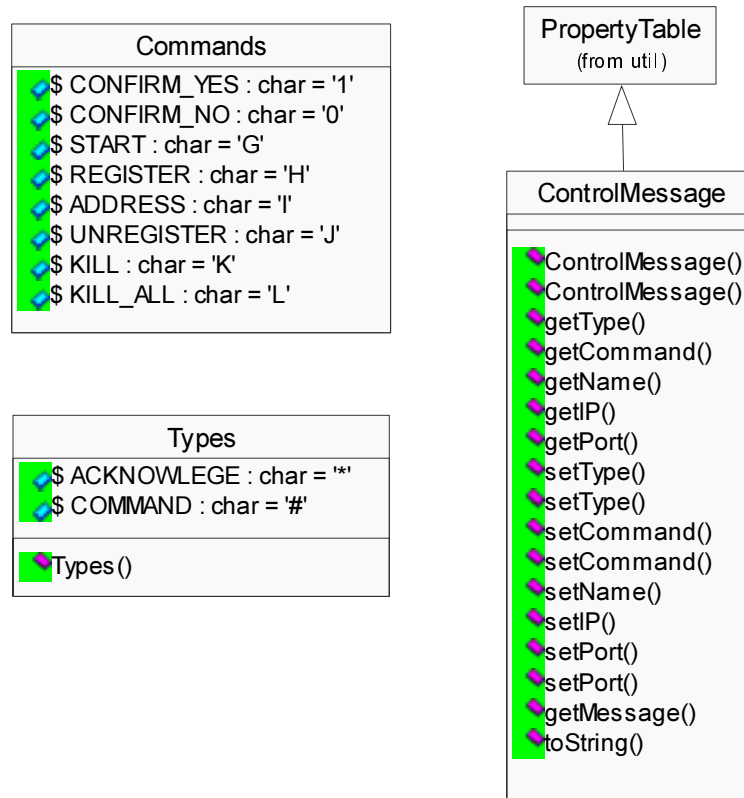 Commands
$ CONFIRM_YES : char = '1'
$ CONFIRM_NO : char = '0'
$ START : char = 'G'
$ REGISTER : char = 'H'
$ ADDRESS : char = 'I'
$ UNREGISTER : char = 'J'
$ KILL : char = 'K'
$ KILL_ALL : char = 'L'
Types
$ ACKNOWLEGE : char = '*'
$ COMMAND : char = '#'
Types()
PropertyTable
(from util)
ControlMessage
ControlMessage()
ControlMessage()
getType()
getCommand()
getName()
getIP()
getPort()
setType()
setType()
setCommand()
setCommand()
setName()
setIP()
setPort()
setPort()
getMessage()
toString()